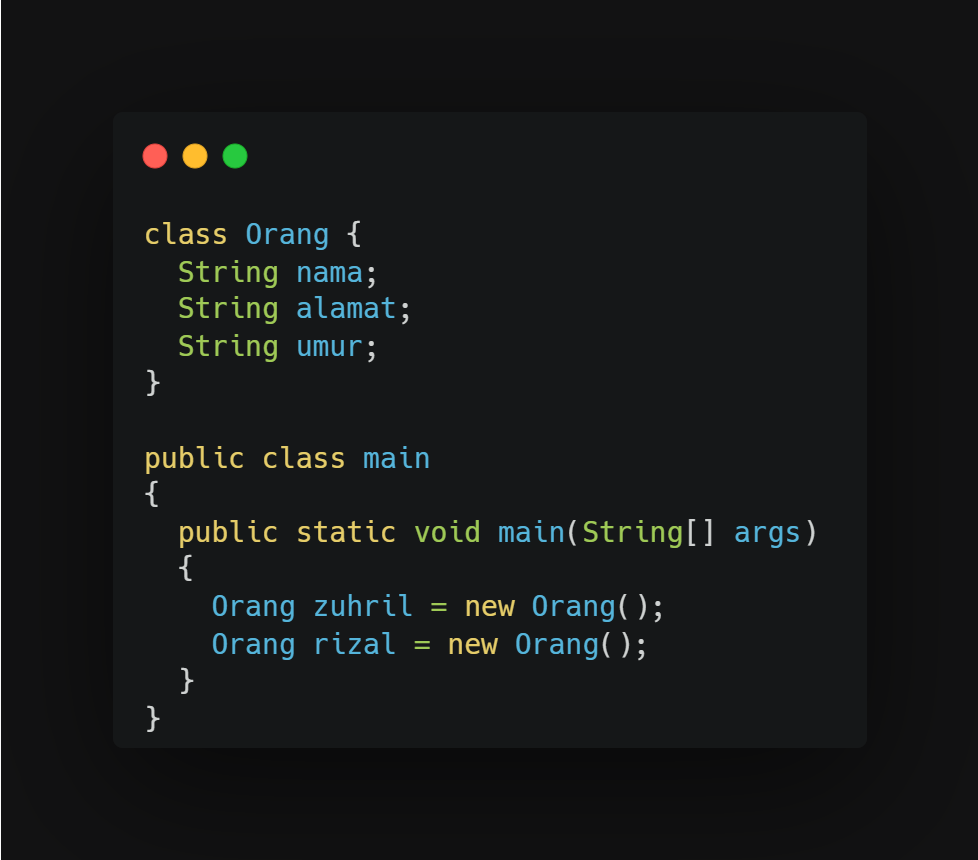 class Orang {
  String nama;
  String alamat;
  String umur;
}

public class main
{
  public static void main(String[] args)
  {
    Orang zuhril = new Orang();
    Orang rizal = new Orang();
  }
}